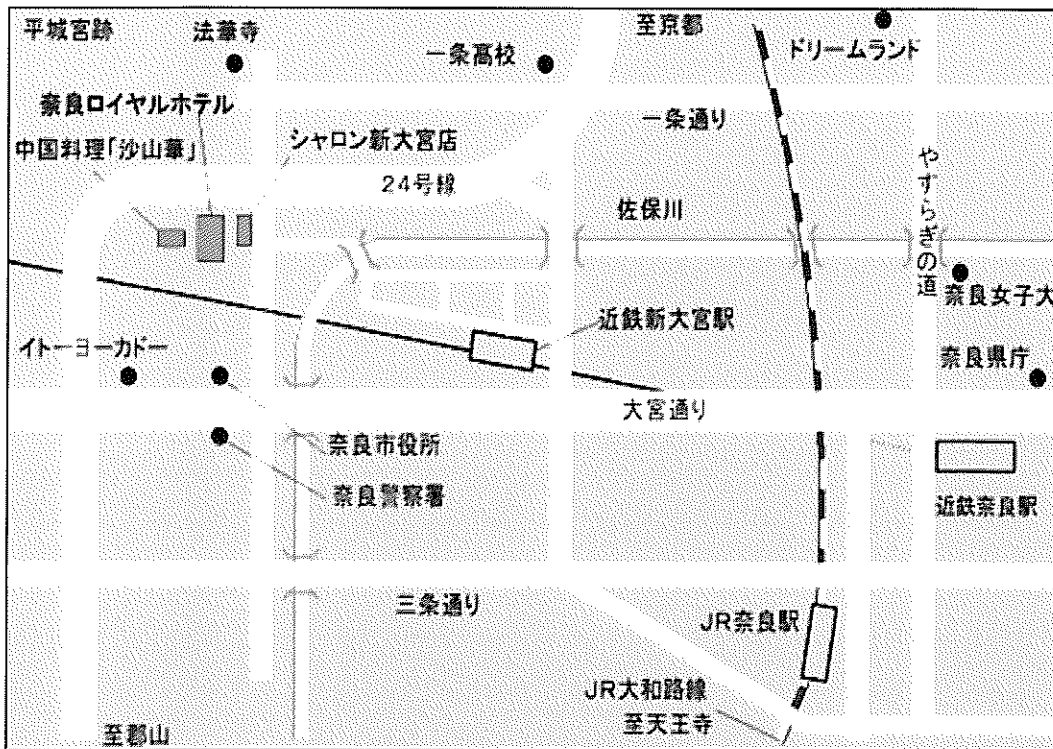 平城宮跡
法華寺
至京都
ドリームランド
一条高校
奈良ロイヤルホテル
一条通り
中国料理「沙山華」
シャロン新大宮店
24号線
やすらぎの道
佐保川
奈良女子大
近鉄新大宮駅
イトーヨーカドー
奈良県庁
大宮通り
奈良市役所
奈良警察署
近鉄奈良駅
三条通り
JR奈良駅
JR大和路線
至天王寺
至郡山